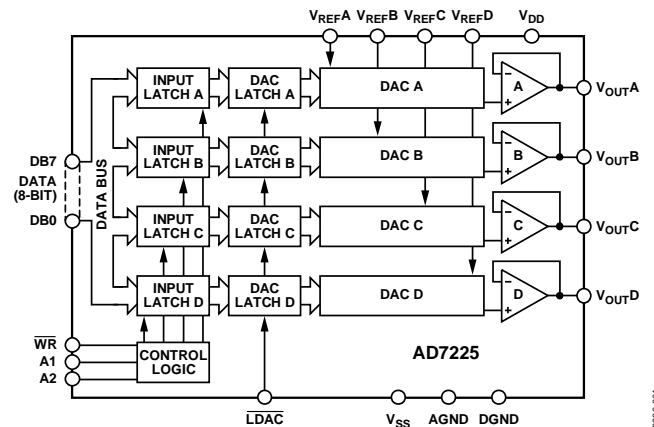 VREFA VREFB VREFC VREFD VDD
INPUT LATCH A
DAC LATCH A
DAC A
A
VOUTA
INPUT LATCH B
DAC LATCH B
DAC B
B
VOUTB
DB7
DATA (8-BIT)
DB0
DATA BUS
INPUT LATCH C
DAC LATCH C
DAC C
C
VOUTC
INPUT LATCH D
DAC LATCH D
DAC D
D
VOUTD
WR
A1
A2
CONTROL LOGIC
AD7225
LDAC
VSS AGND DGND